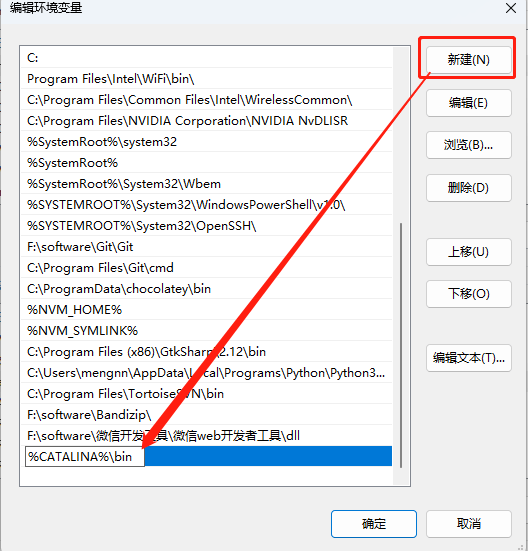 编辑环境变量
C:
Program Files\Intel\WiFi\bin\
C:\Program Files\Common Files\Intel\WirelessCommon\
C:\Program Files\NVIDIA Corporation\NVIDIA NvDLISR
%SystemRoot%\system32
%SystemRoot%
%SystemRoot%\System32\Wbem
%SYSTEMROOT%\System32\WindowsPowerShell\v1.0\
%SYSTEMROOT%\System32\OpenSSH\
F:\software\Git\Git
C:\Program Files\Git\cmd
C:\ProgramData\chocolatey\bin
%NVM_HOME%
%NVM_SYMLINK%
C:\Program Files (x86)\GtkSharp\2.12\bin
C:\Users\mengnn\AppData\Local\Programs\Python\Python3...
C:\Program Files\TortoiseSVN\bin
F:\software\Bandizip\
F:\software\微信开发工具\微信web开发者工具\dll
%CATALINA%\bin
新建(N)
编辑(E)
浏览(B)...
删除(D)
上移(U)
下移(O)
编辑文本(T)...
确定
取消